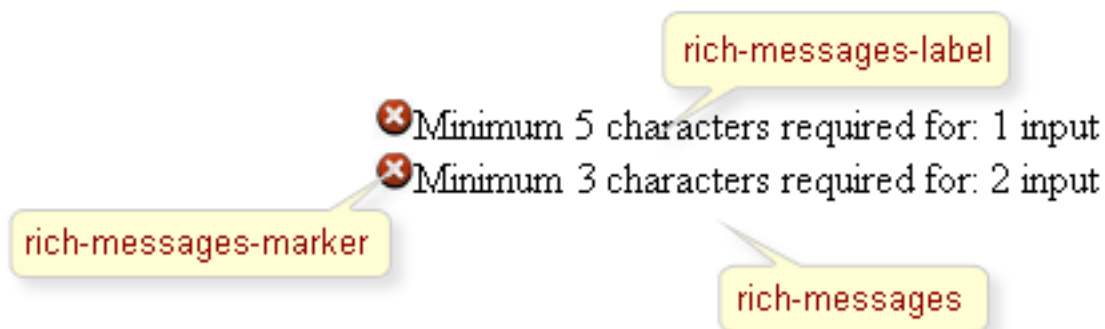 rich-messages-label
Minimum 5 characters required for: 1 input
Minimum 3 characters required for: 2 input
rich-messages-marker
rich-messages